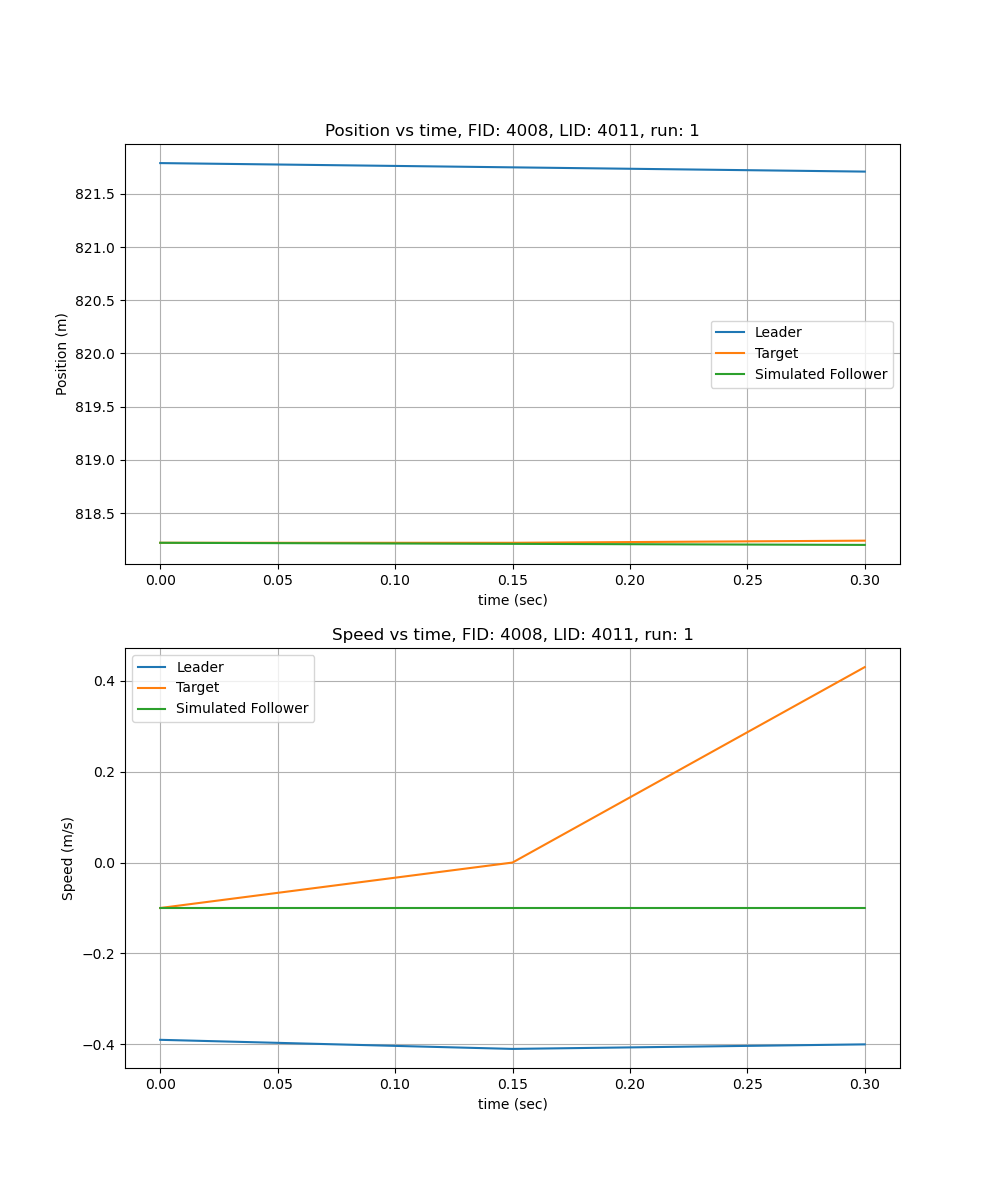 Position vs time, FID: 4008, LID: 4011, run: 1
821.5
821.0
820.5
820.0
819.5
819.0
818.5
Position (m)
Leader
Target
Simulated Follower
0.00 0.05 0.10 0.15 0.20 0.25 0.30
time (sec)
Speed vs time, FID: 4008, LID: 4011, run: 1
Leader
Target
Simulated Follower
0.4
0.2
0.0
−0.2
−0.4
Speed (m/s)
0.00 0.05 0.10 0.15 0.20 0.25 0.30
time (sec)